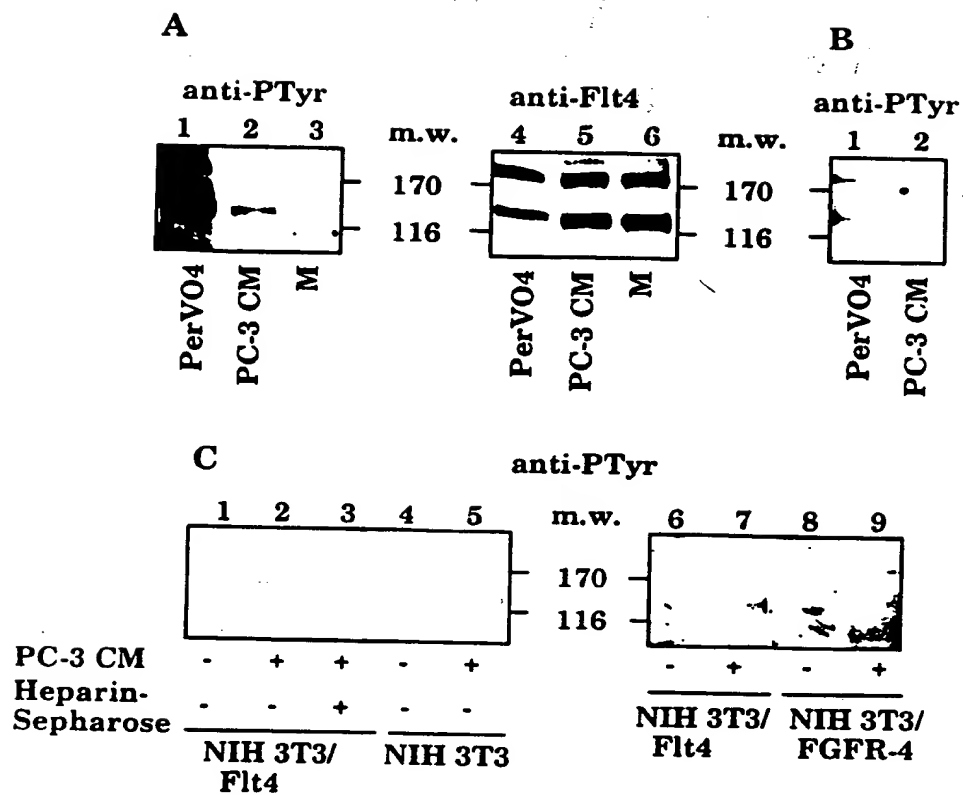 A
B
anti-PTyr
anti-Flt4
anti-PTyr
1 2 3 m.w. 4 5 6 m.w. 1 2
170 170
116 116
PerVO4
PC-3 CM
M
PerVO4
PC-3 CM
M
PerVO4
PC-3 CM
C
anti-PTyr
1 2 3 4 5 m.w. 6 7 8 9
170
116
PC-3 CM - + + - + - + - +
Heparin-
Sepharose - - + - -
NIH 3T3/
Flt4
NIH 3T3
NIH 3T3/
Flt4
NIH 3T3/
FGFR-4